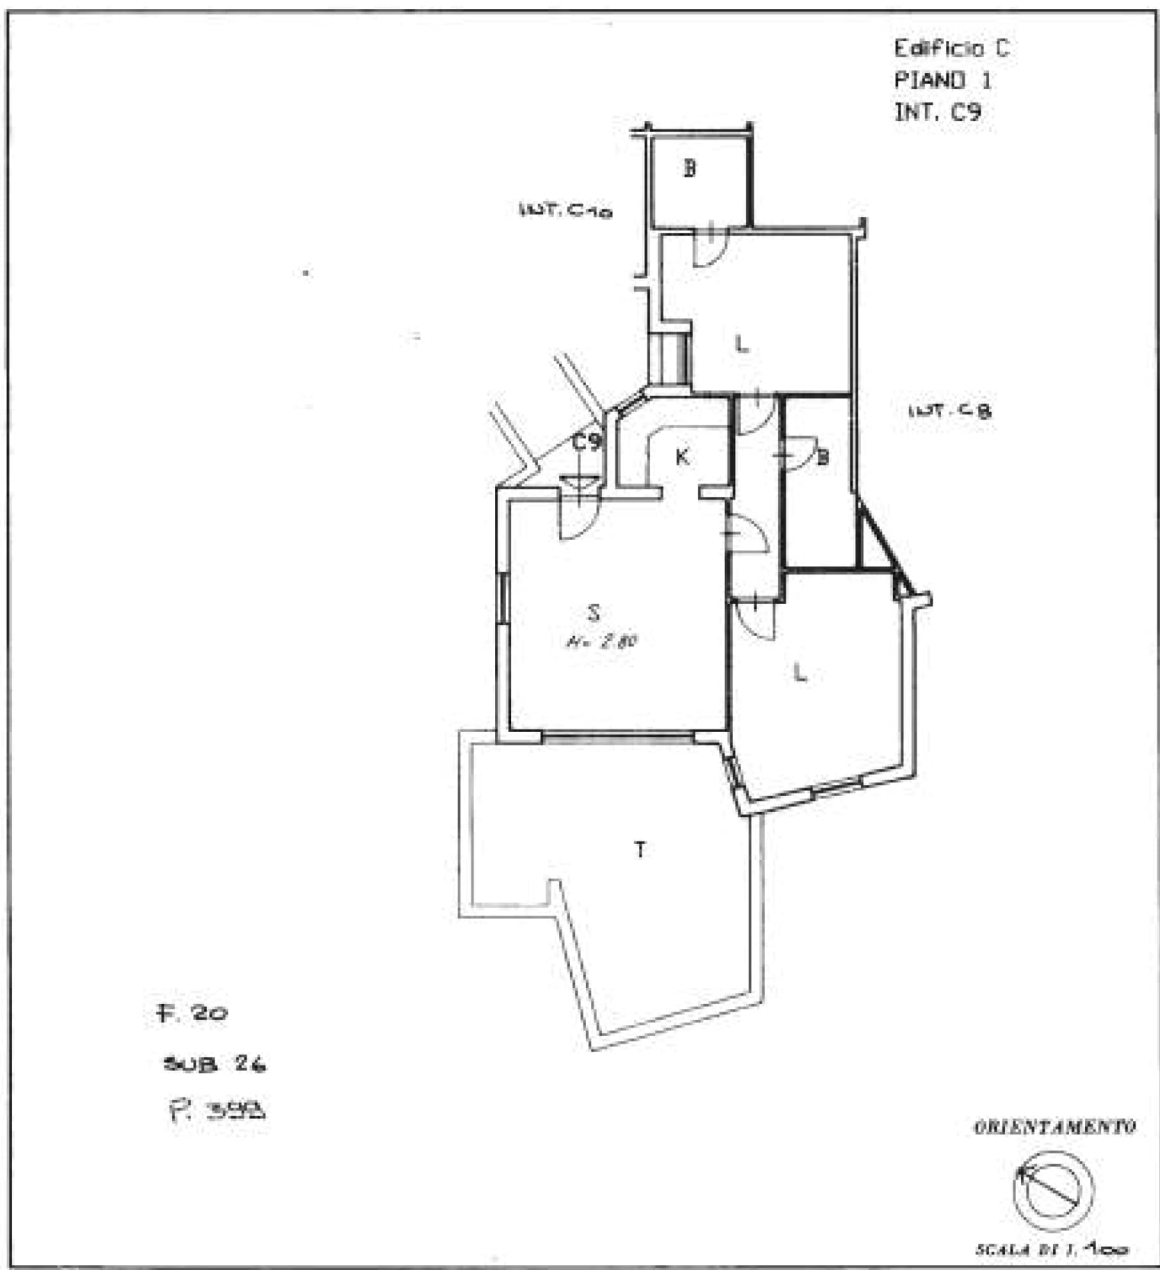 Edificio C
PIANO 1
INT. C9
B
INT. C10
L
INT. C8
C9
K
B
S
H= 2.80
L
T
F. 20
SUB 26
P. 399
ORIENTAMENTO
SCALA DI 1. 100